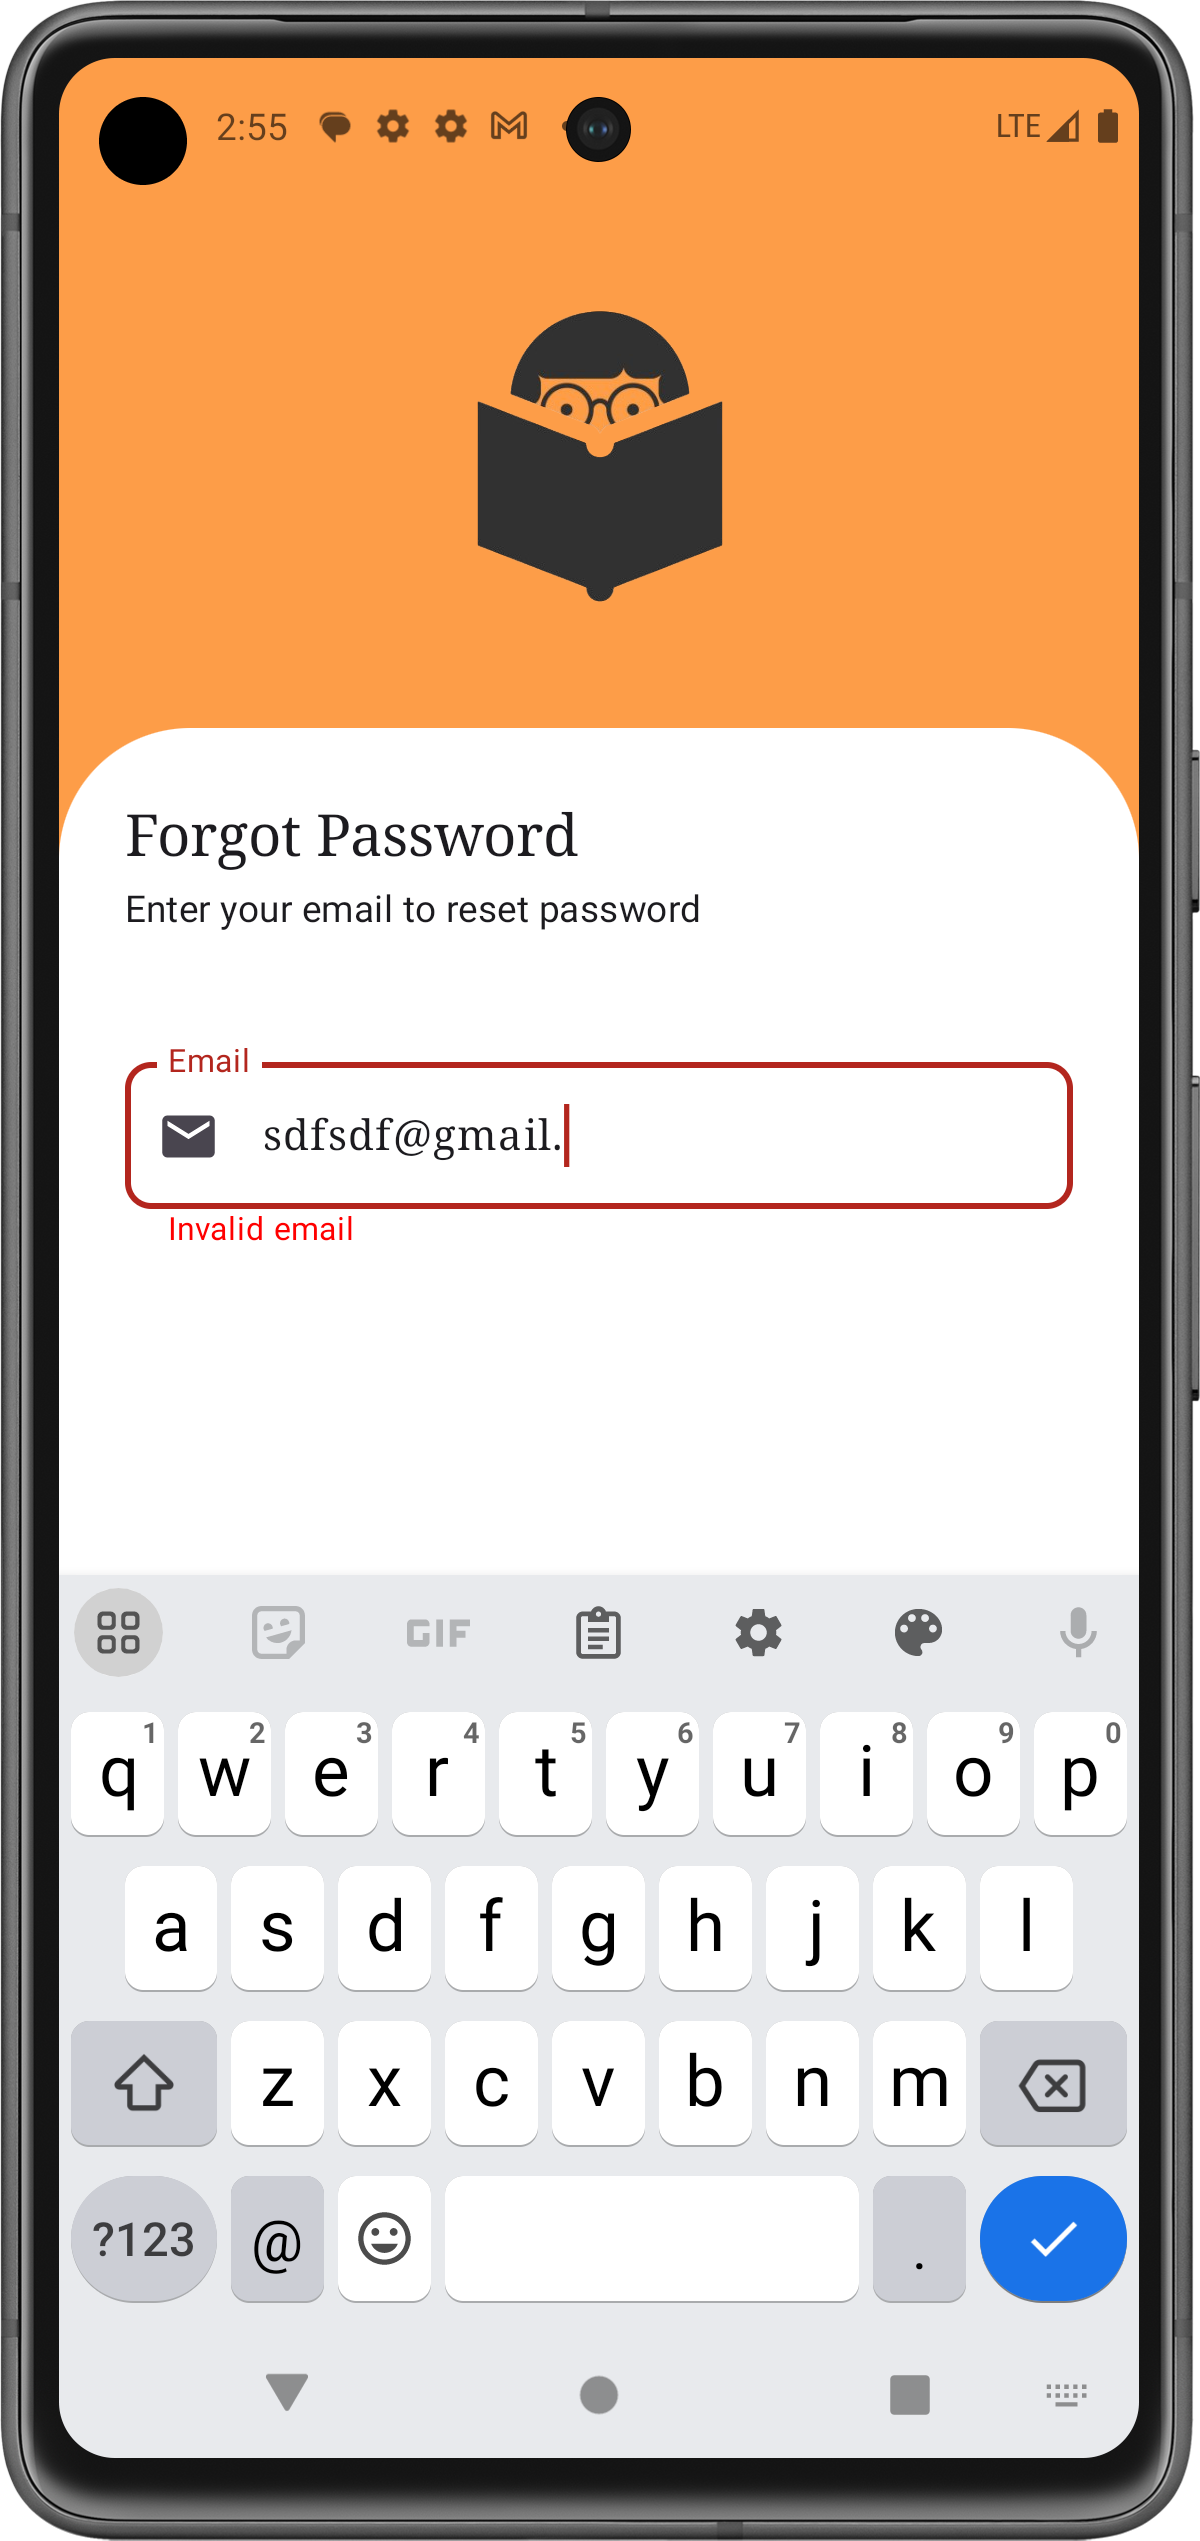 2:55
LTE
Forgot Password
Enter your email to reset password
Email
sdfsdf@gmail.
Invalid email
GIF
1 2 3 4 5 6 7 8 9 0
q w e r t y u i o p
a s d f g h j k l
z x c v b n m
?123 @ .